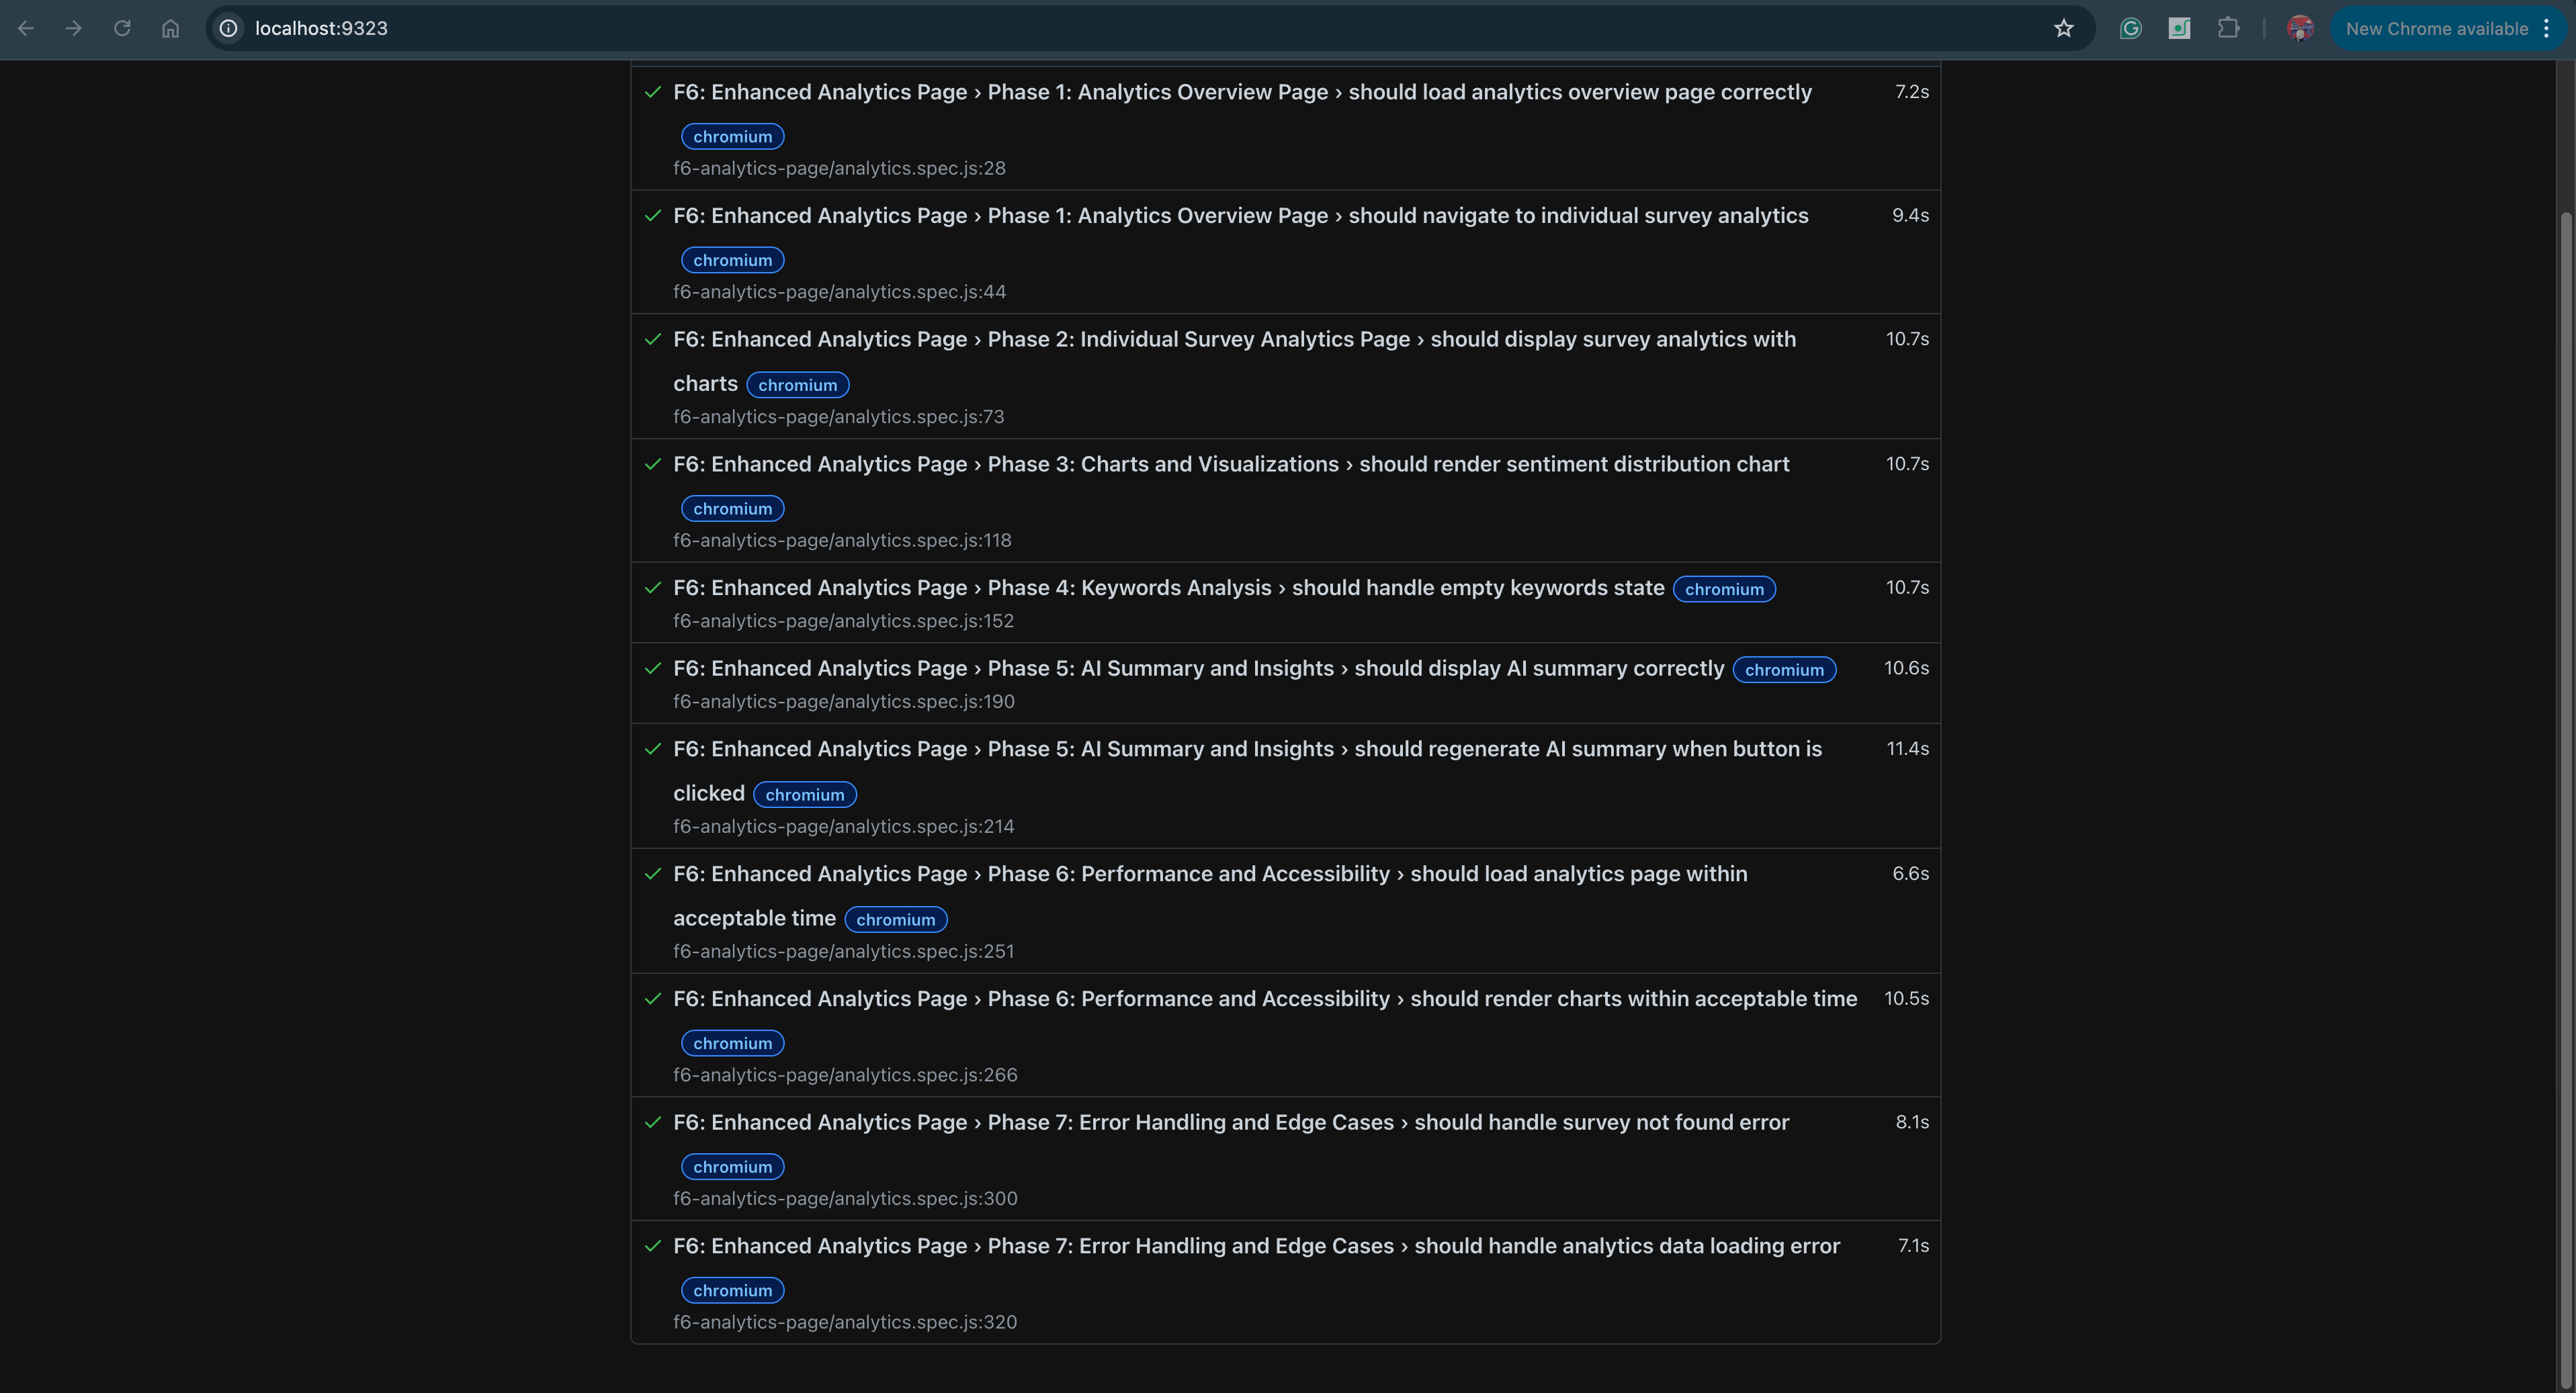 localhost:9323
New Chrome available
F6: Enhanced Analytics Page › Phase 1: Analytics Overview Page › should load analytics overview page correctly 7.2s
chromium
f6-analytics-page/analytics.spec.js:28
F6: Enhanced Analytics Page › Phase 1: Analytics Overview Page › should navigate to individual survey analytics 9.4s
chromium
f6-analytics-page/analytics.spec.js:44
F6: Enhanced Analytics Page › Phase 2: Individual Survey Analytics Page › should display survey analytics with 10.7s
charts chromium
f6-analytics-page/analytics.spec.js:73
F6: Enhanced Analytics Page › Phase 3: Charts and Visualizations › should render sentiment distribution chart 10.7s
chromium
f6-analytics-page/analytics.spec.js:118
F6: Enhanced Analytics Page › Phase 4: Keywords Analysis › should handle empty keywords state chromium 10.7s
f6-analytics-page/analytics.spec.js:152
F6: Enhanced Analytics Page › Phase 5: AI Summary and Insights › should display AI summary correctly chromium 10.6s
f6-analytics-page/analytics.spec.js:190
F6: Enhanced Analytics Page › Phase 5: AI Summary and Insights › should regenerate AI summary when button is 11.4s
clicked chromium
f6-analytics-page/analytics.spec.js:214
F6: Enhanced Analytics Page › Phase 6: Performance and Accessibility › should load analytics page within 6.6s
acceptable time chromium
f6-analytics-page/analytics.spec.js:251
F6: Enhanced Analytics Page › Phase 6: Performance and Accessibility › should render charts within acceptable time 10.5s
chromium
f6-analytics-page/analytics.spec.js:266
F6: Enhanced Analytics Page › Phase 7: Error Handling and Edge Cases › should handle survey not found error 8.1s
chromium
f6-analytics-page/analytics.spec.js:300
F6: Enhanced Analytics Page › Phase 7: Error Handling and Edge Cases › should handle analytics data loading error 7.1s
chromium
f6-analytics-page/analytics.spec.js:320